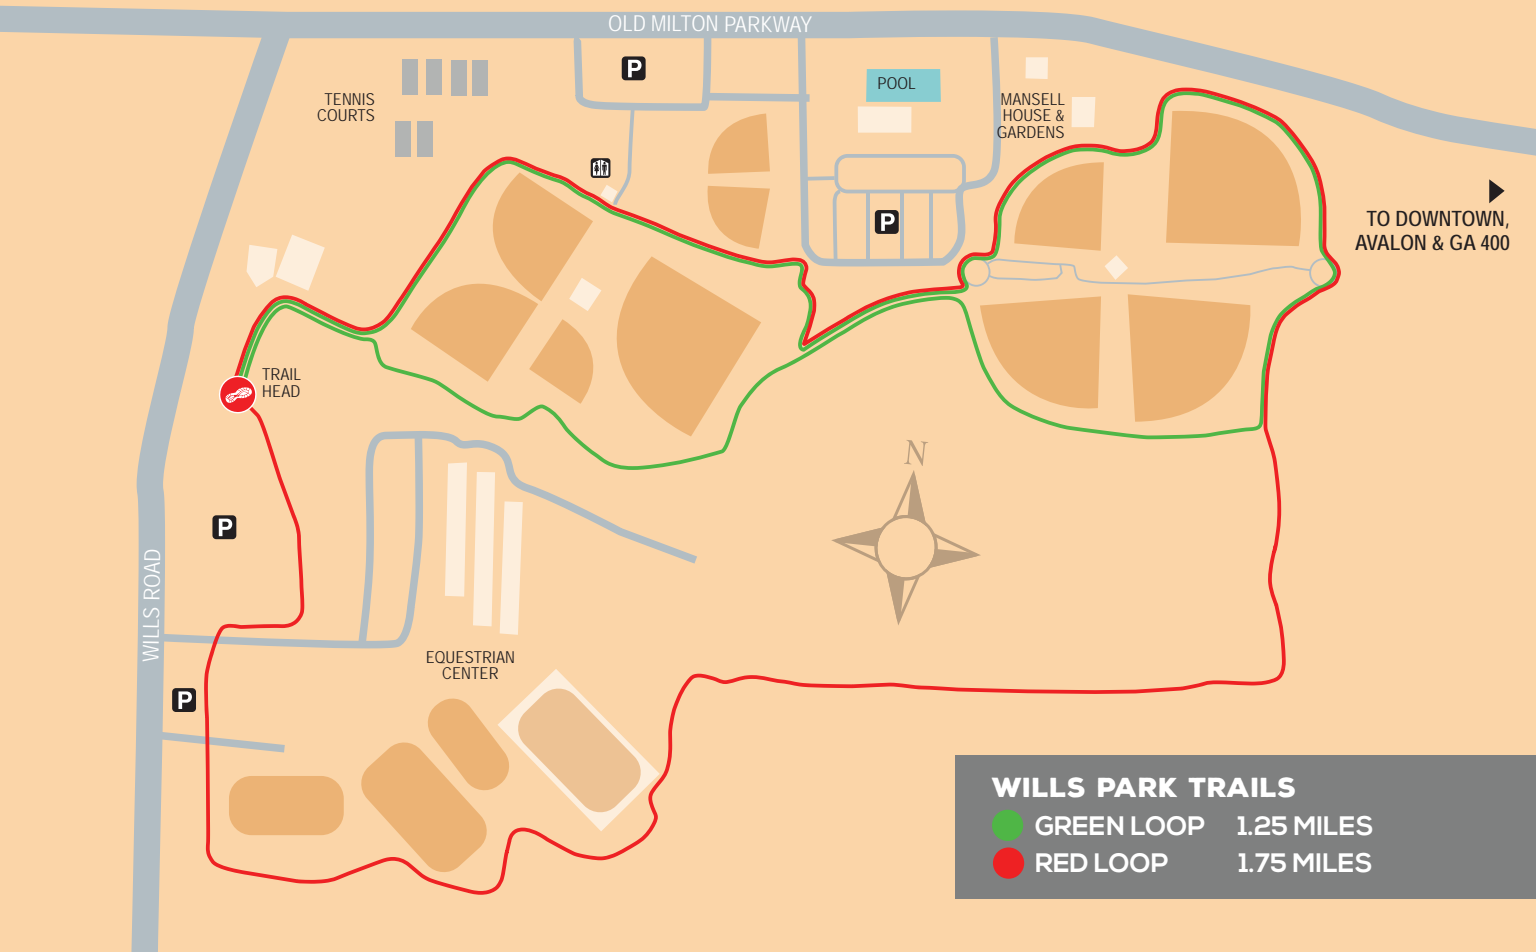 OLD MILTON PARKWAY
P
TENNIS
COURTS
POOL
MANSELL
HOUSE &
GARDENS
P
TO DOWNTOWN,
AVALON & GA 400
TRAIL
HEAD
N
P
WILLS ROAD
EQUESTRIAN
CENTER
P
WILLS PARK TRAILS
GREEN LOOP 1.25 MILES
RED LOOP 1.75 MILES